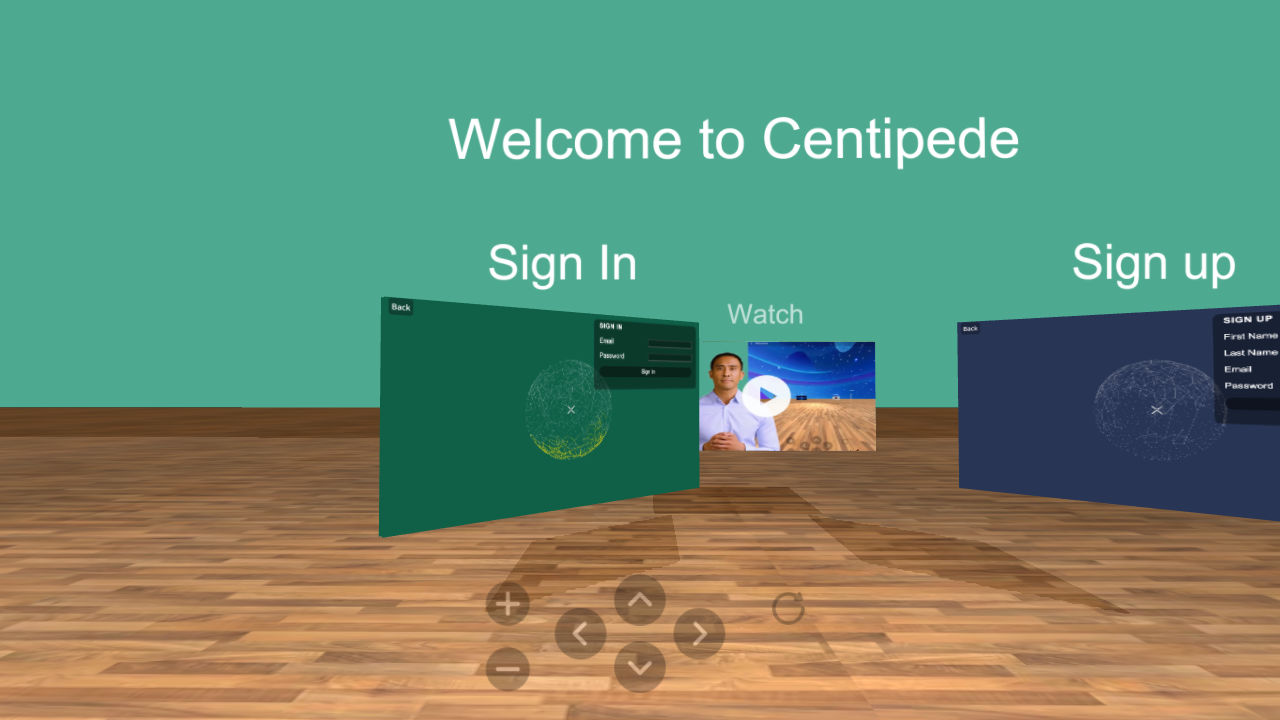 Welcome to Centipede
Sign In
Sign up
Watch
Back
SIGN IN
Email
Password
Sign In
Back
SIGN UP
First Name
Last Name
Email
Password